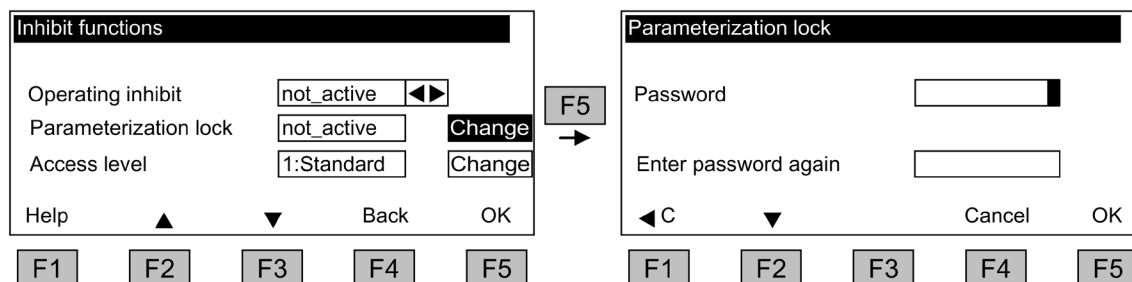 Inhibit functions
Operating inhibit not_active
Parameterization lock not_active Change
Access level 1:Standard Change
Help Back OK
F1 F2 F3 F4 F5
F5
Parameterization lock
Password
Enter password again
C Cancel OK
F1 F2 F3 F4 F5